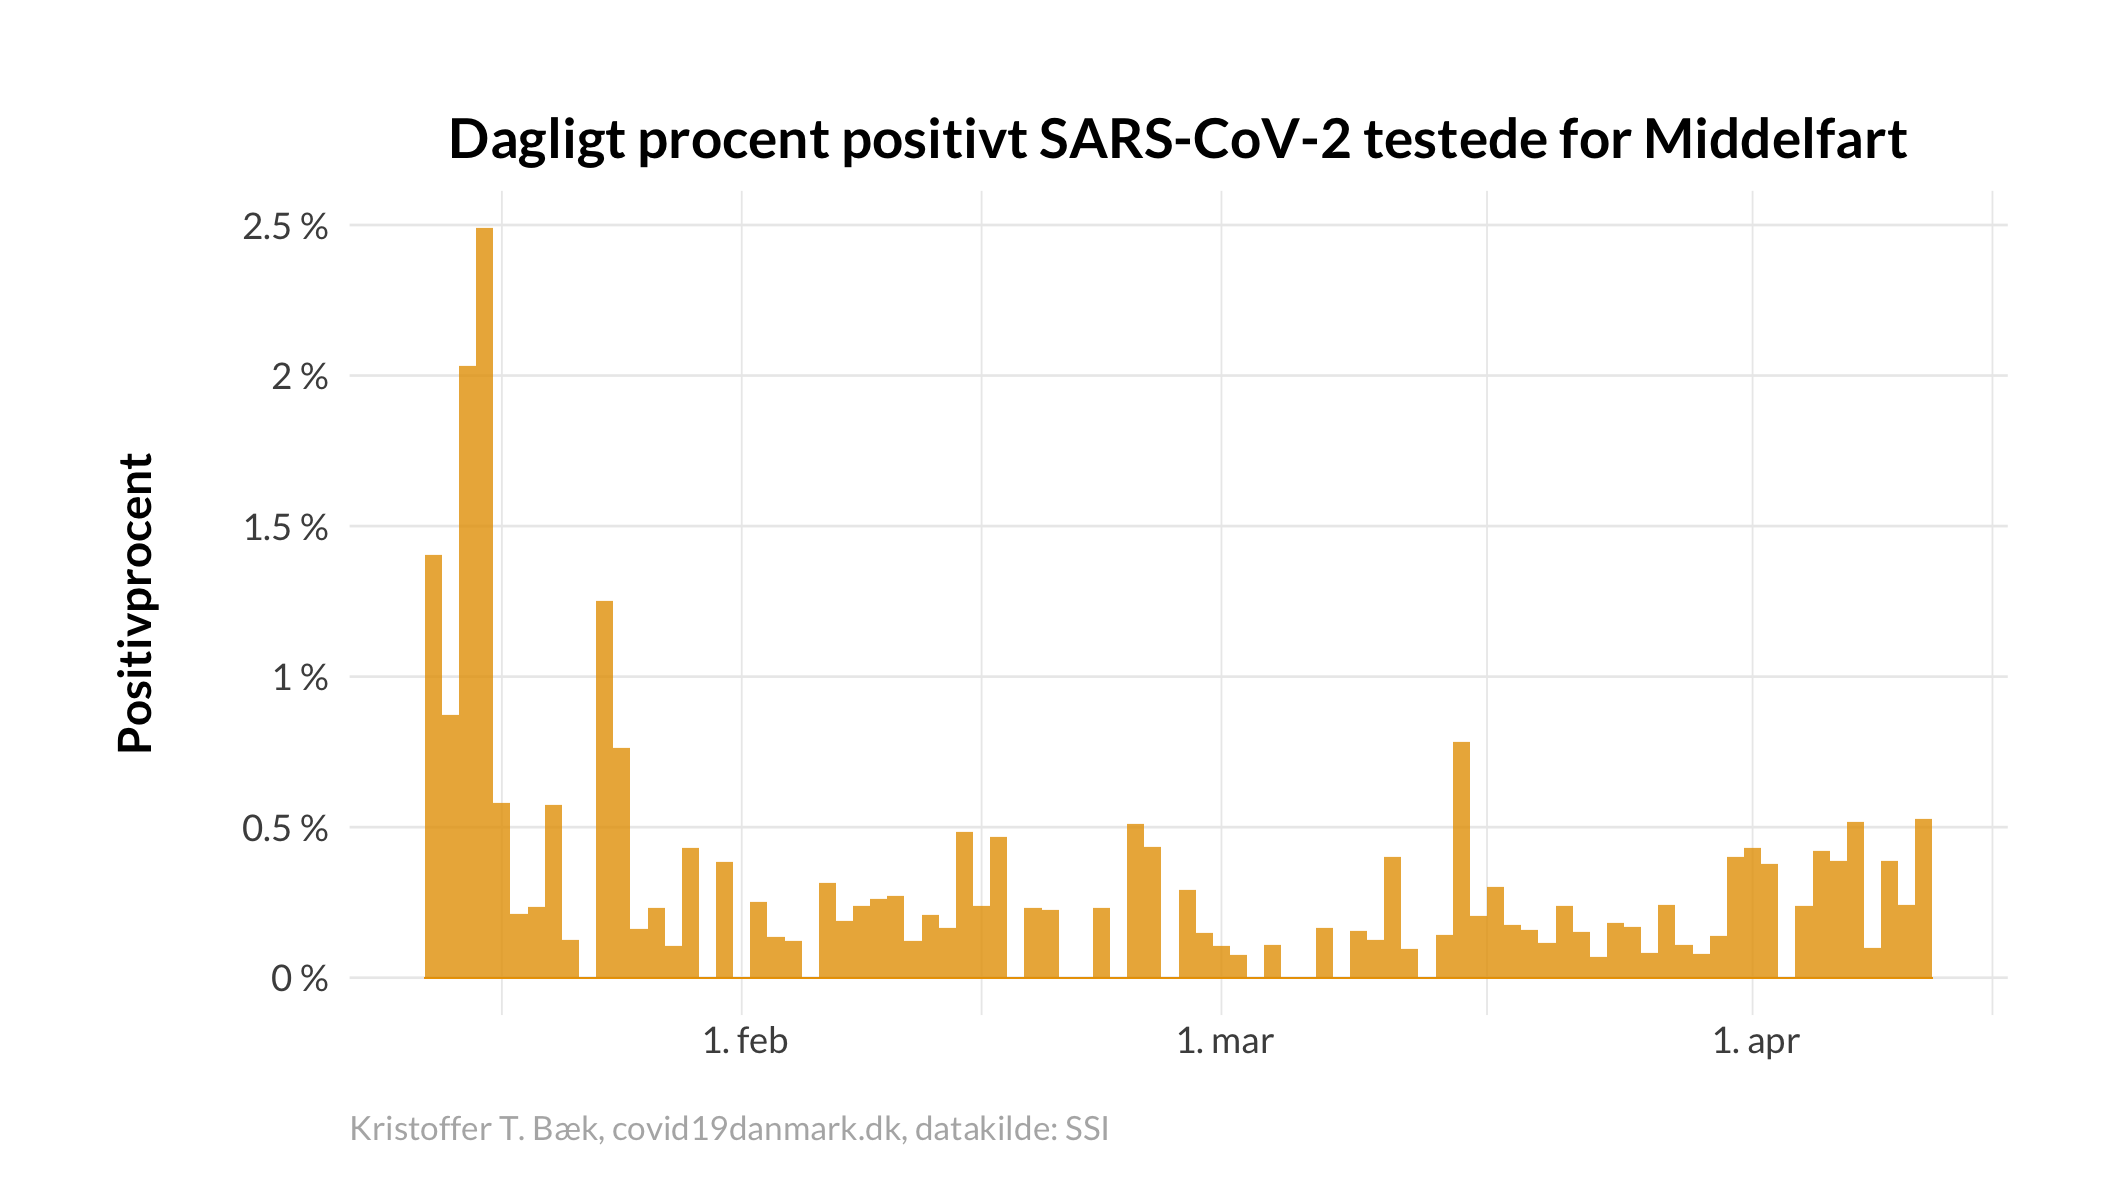 Dagligt procent positivt SARS-CoV-2 testede for Middelfart
Positivprocent
2.5 %
2 %
1.5 %
1 %
0.5 %
0 %
1. feb
1. mar
1. apr
Kristoffer T. Bæk, covid19danmark.dk, datakilde: SSI